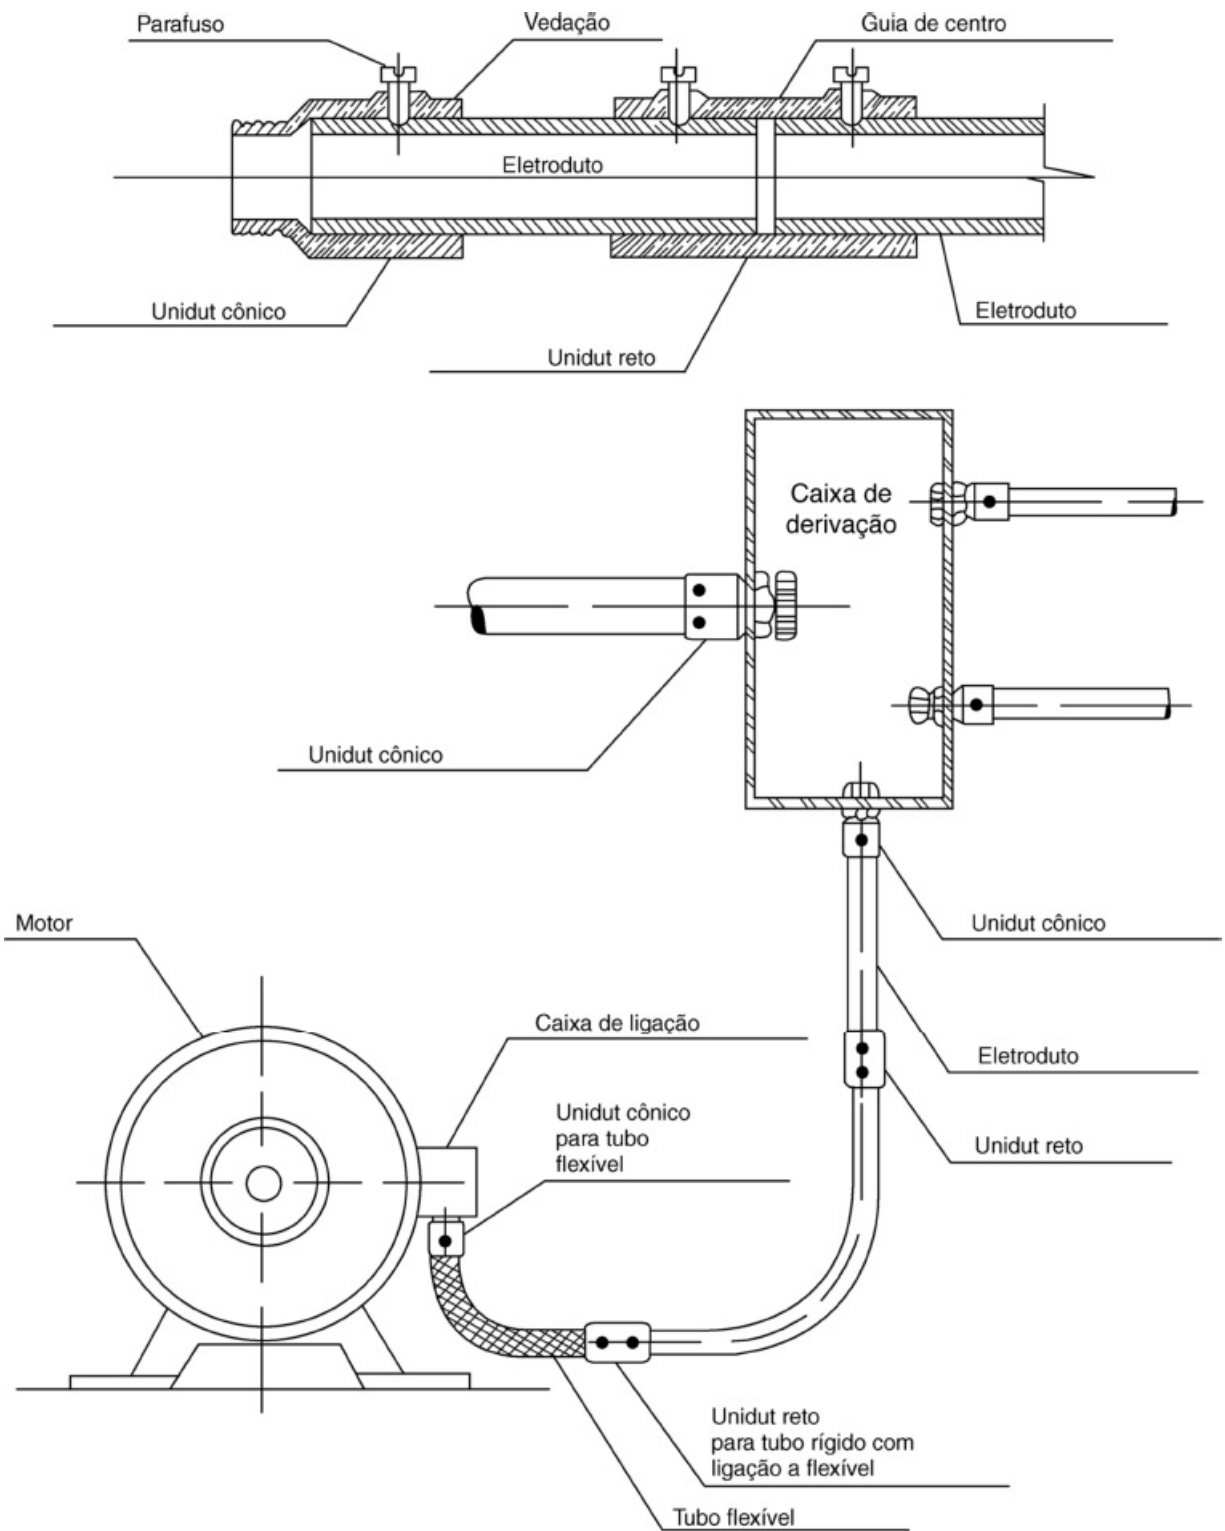 Parafuso
Vedação
Guia de centro
Eletroduto
Unidut cônico
Eletroduto
Unidut reto
Caixa de
derivação
Unidut cônico
Motor
Unidut cônico
Caixa de ligação
Eletroduto
Unidut cônico
para tubo
flexível
Unidut reto
Unidut reto
para tubo rígido com
ligação a flexível
Tubo flexível